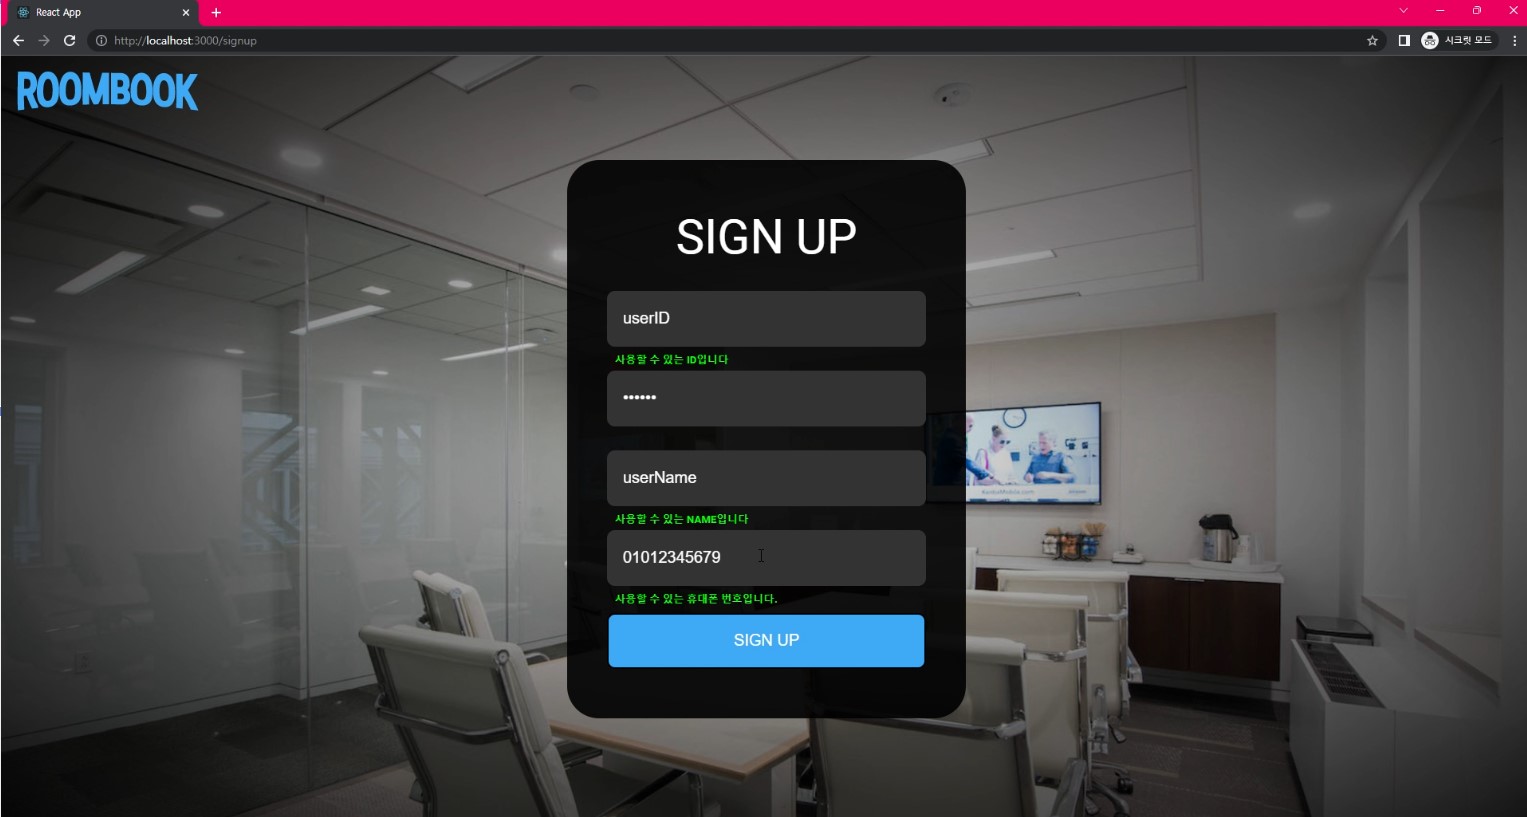 React App
http://localhost:3000/signup
시크릿 모드
ROOMBOOK
SIGN UP
userID
사용할 수 있는 ID입니다
••••••
userName
사용할 수 있는 NAME입니다
01012345679
사용할 수 있는 휴대폰 번호입니다.
SIGN UP